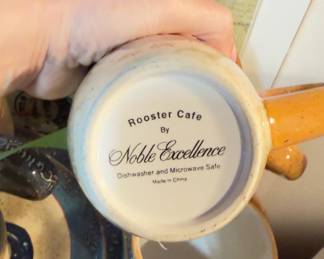 Rooster Cafe
By
Noble Excellence
Dishwasher and Microwave Safe
Made in China